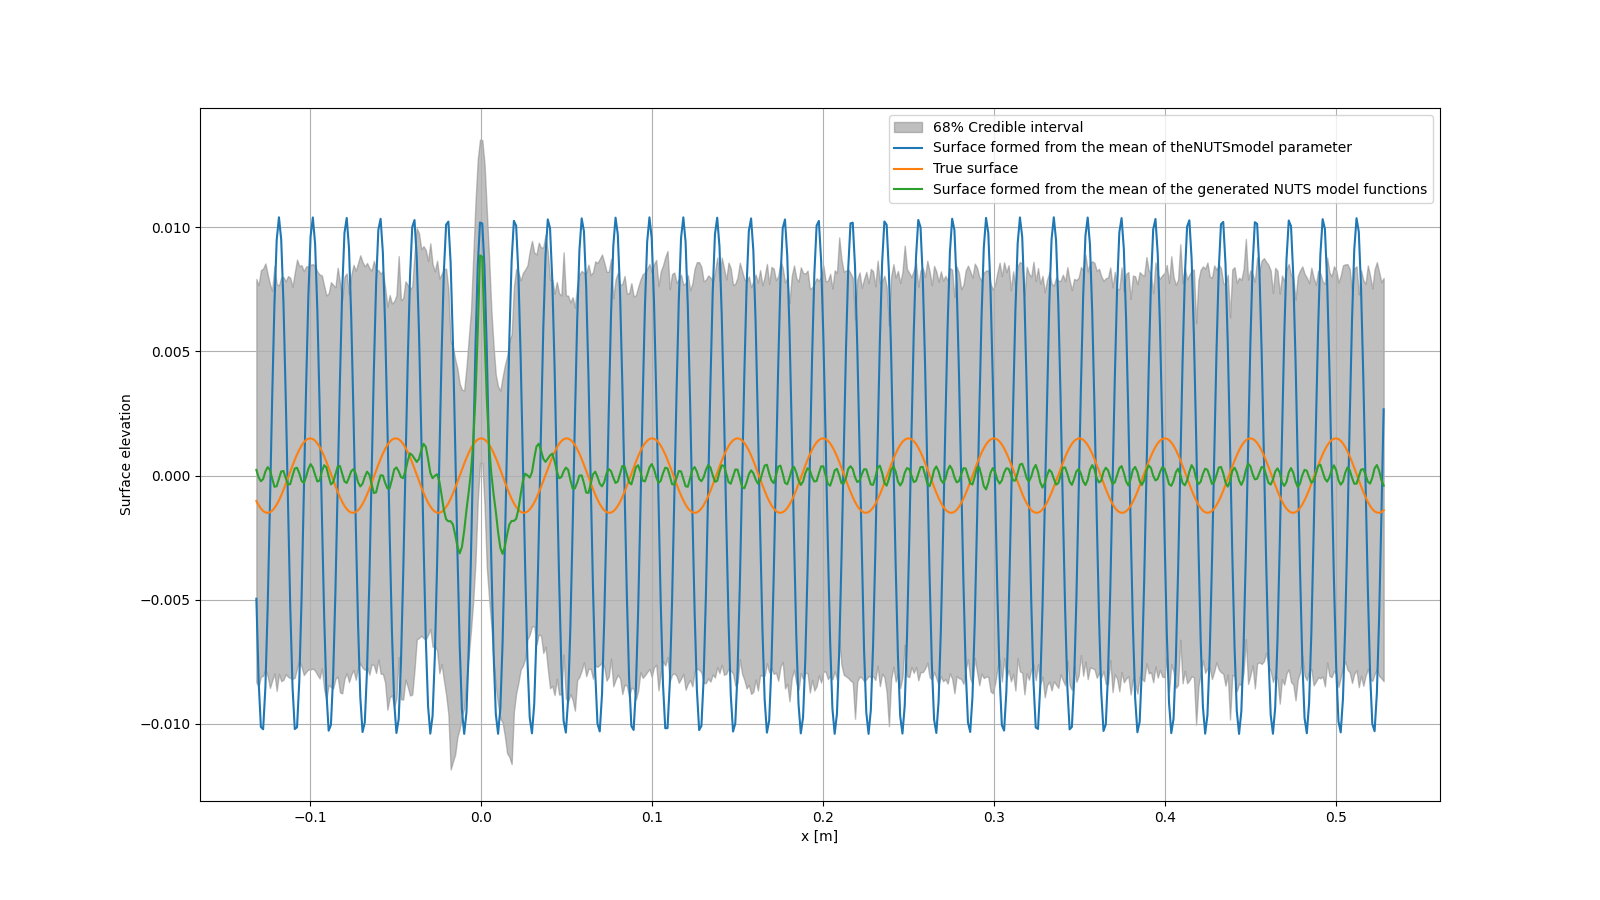 68% Credible interval
Surface formed from the mean of theNUTSmodel parameter
True surface
Surface formed from the mean of the generated NUTS model functions
0.010
0.005
0.000
−0.005
−0.010
Surface elevation
−0.1 0.0 0.1 0.2 0.3 0.4 0.5
x [m]